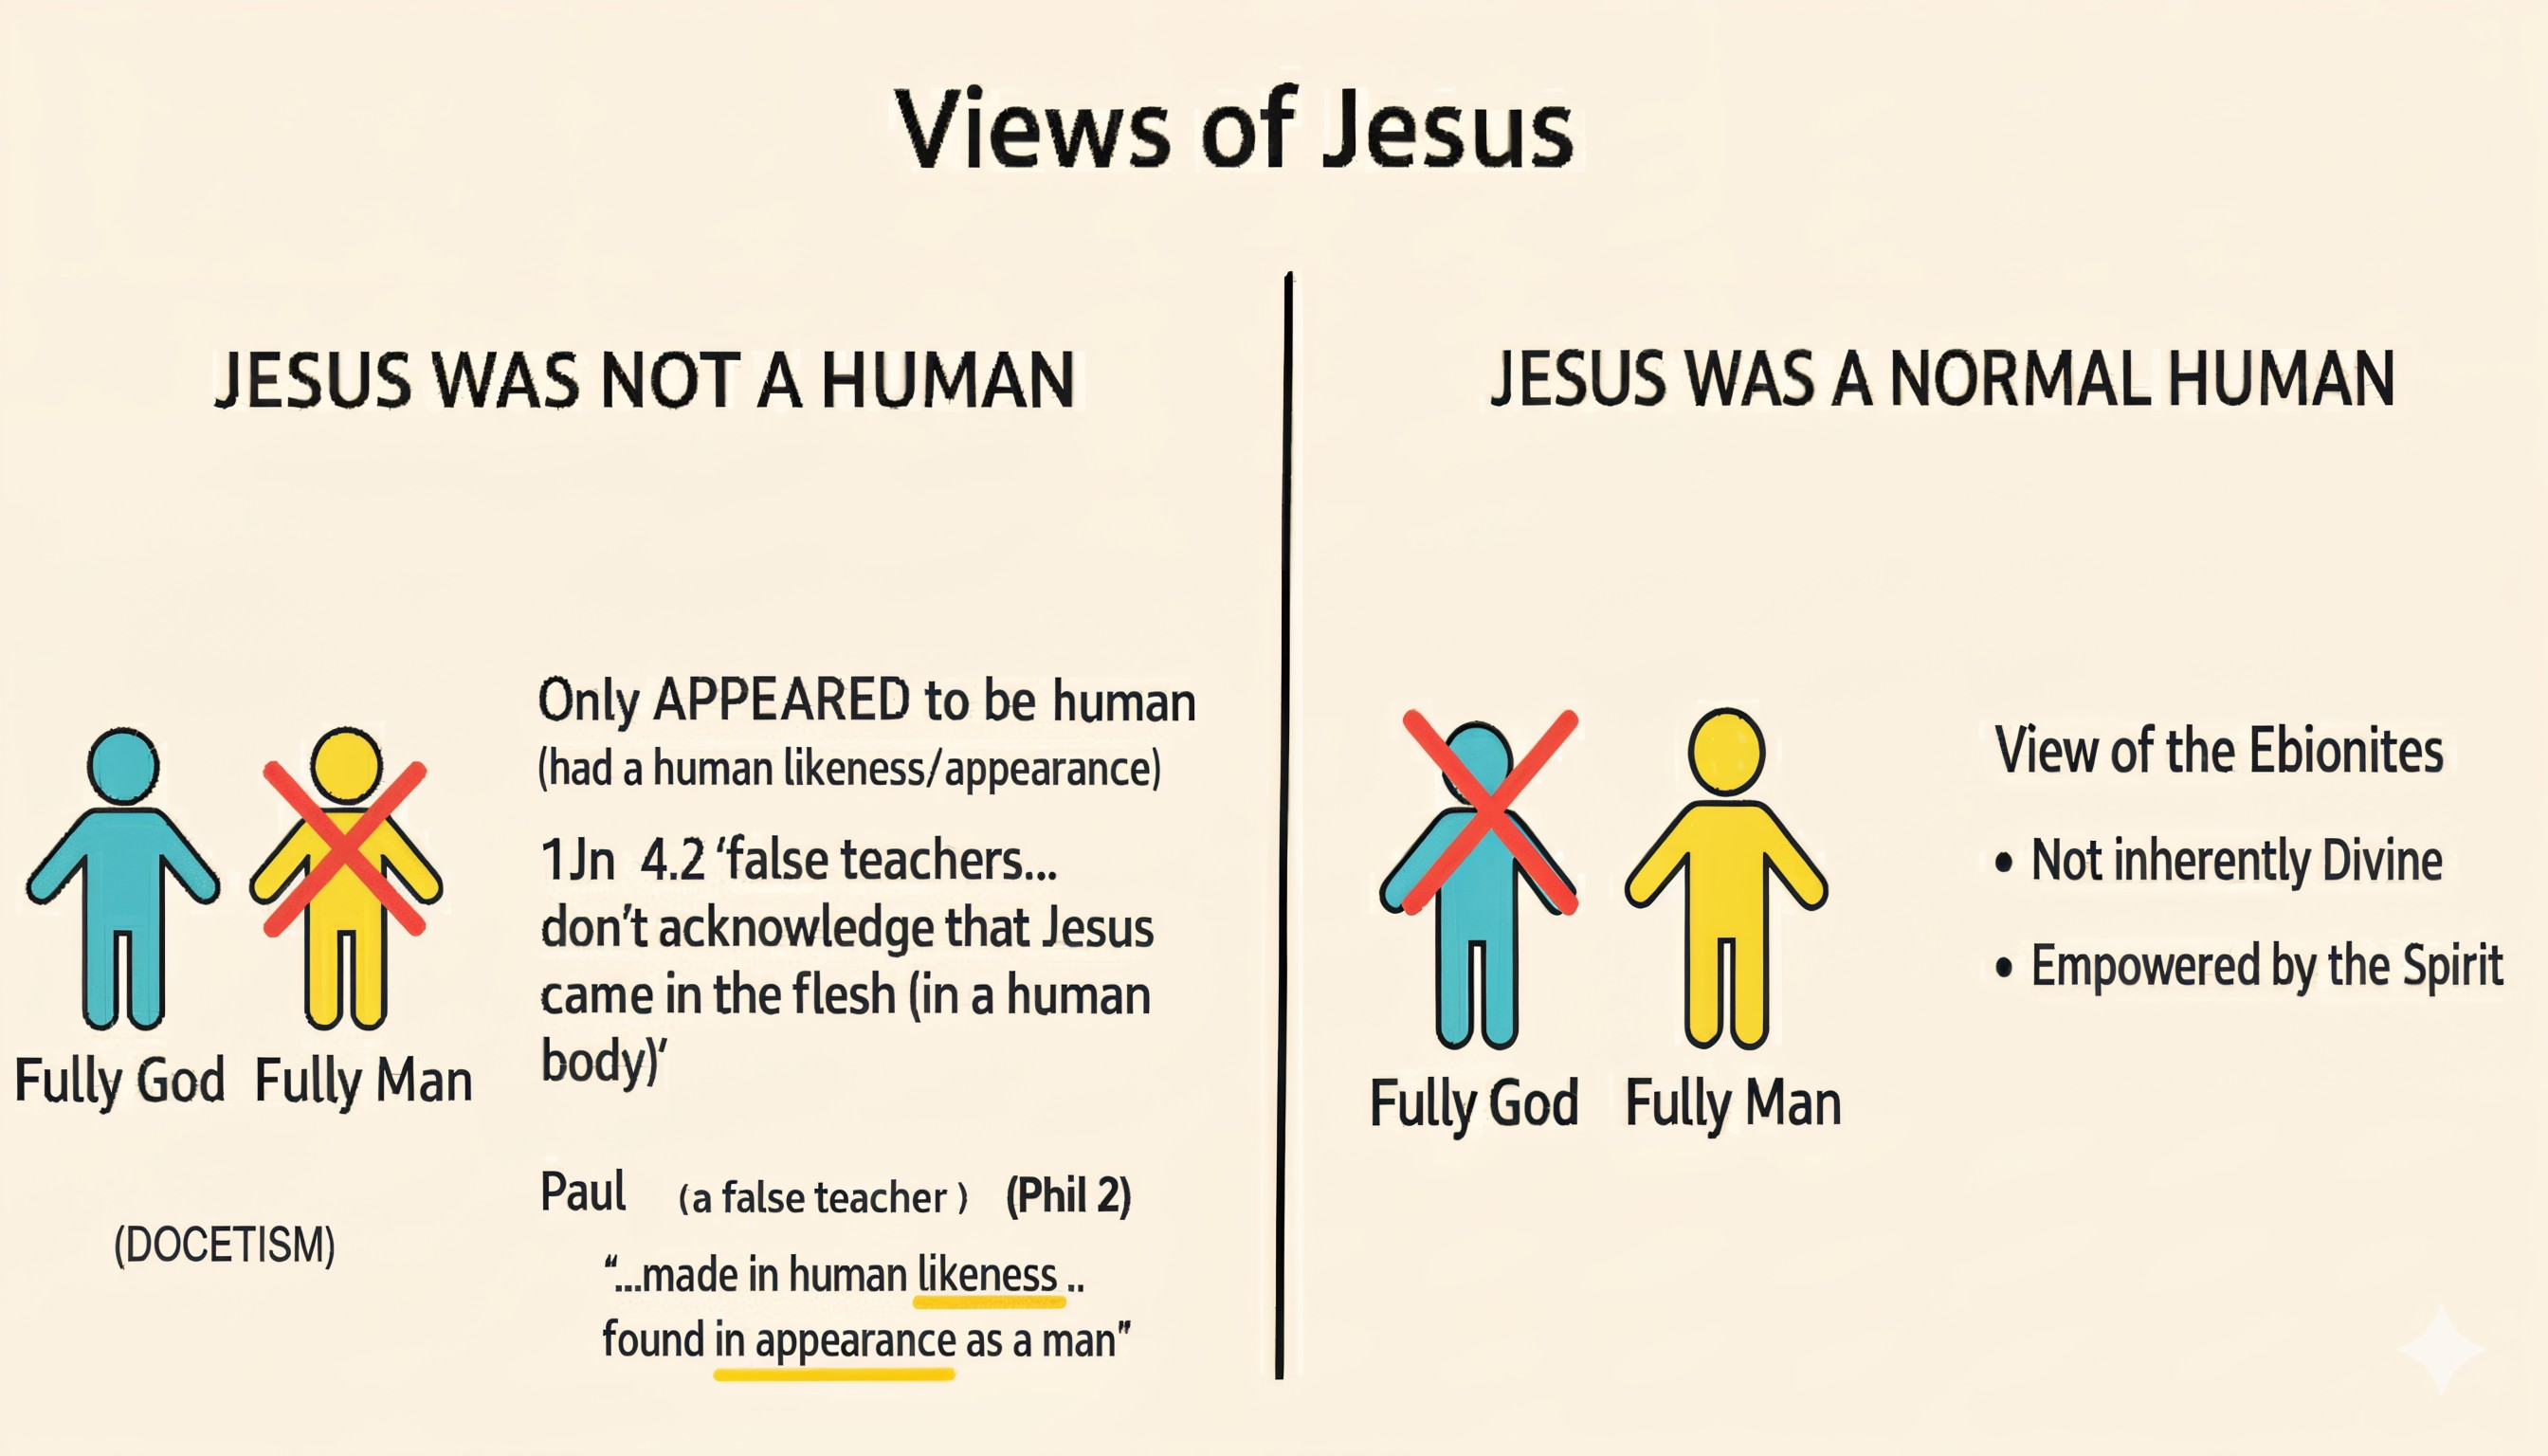 Views of Jesus
JESUS WAS NOT A HUMAN
Only APPEARED to be human
(had a human likeness/appearance)
1Jn 4.2 ‘false teachers...
don’t acknowledge that Jesus
came in the flesh (in a human
body)’
Fully God Fully Man
(DOCETISM)
Paul (a false teacher ) (Phil 2)
“...made in human likeness ..
found in appearance as a man”
JESUS WAS A NORMAL HUMAN
View of the Ebionites
• Not inherently Divine
• Empowered by the Spirit
Fully God Fully Man